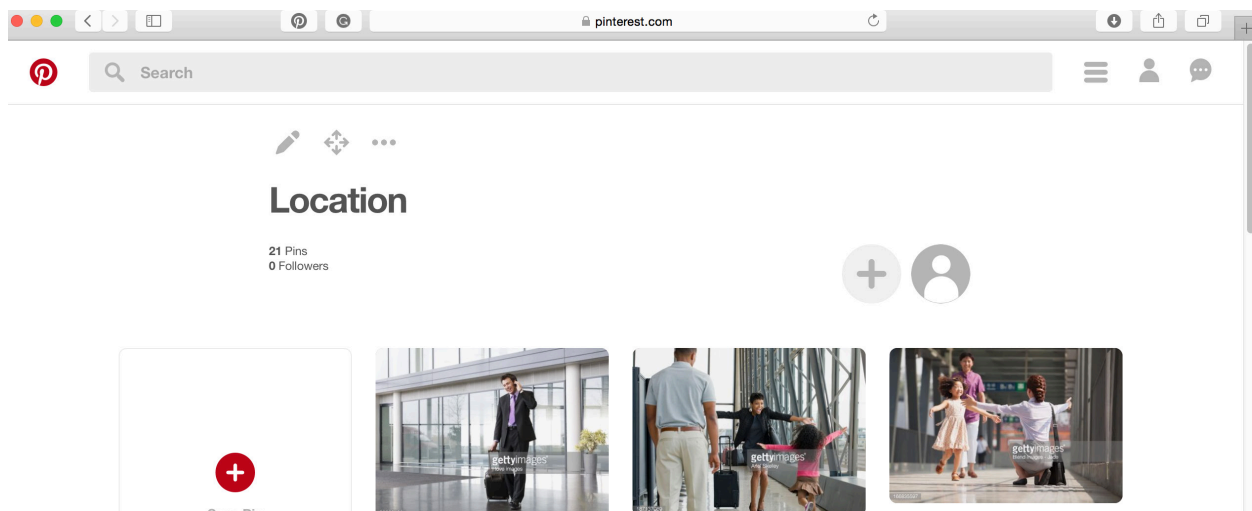 pinterest.com
Search
Location
21 Pins
0 Followers
gettyimages
gettyimages
gettyimages